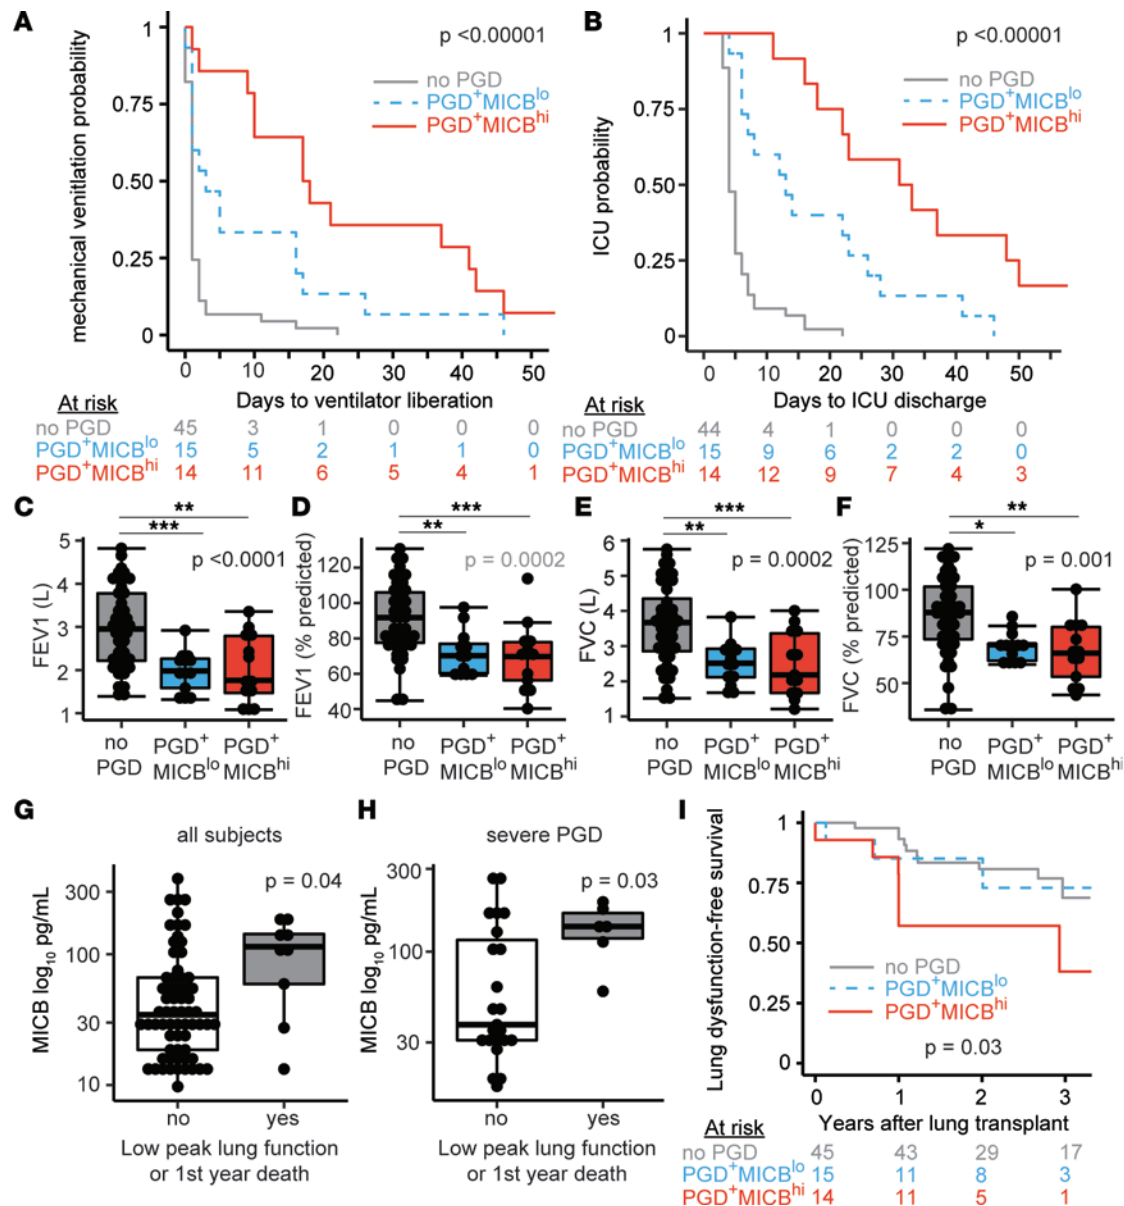 A
mechanical venitlation probability
1
0.75
0.50
0.25
0
p <0.00001
no PGD
PGD⁺MICBˡᵒ
PGD⁺MICBʰⁱ
0 10 20 30 40 50
Days to ventilator liberation
At risk
no PGD 45 3 1 0 0 0
PGD⁺MICBˡᵒ 15 5 2 1 1 0
PGD⁺MICBʰⁱ 14 11 6 5 4 1
B
ICU probability
1
0.75
0.50
0.25
0
p <0.00001
no PGD
PGD⁺MICBˡᵒ
PGD⁺MICBʰⁱ
0 10 20 30 40 50
Days to ICU discharge
At risk
no PGD 44 4 1 0 0 0
PGD⁺MICBˡᵒ 15 9 6 2 2 0
PGD⁺MICBʰⁱ 14 12 9 7 4 3
C
**
***
p <0.0001
FEV1 (L)
5
4
3
2
1
no PGD
PGD⁺ MICBˡᵒ
PGD⁺ MICBʰⁱ
D
***
**
p = 0.0002
FEV1 (% predicted)
120
100
80
60
40
no PGD
PGD⁺ MICBˡᵒ
PGD⁺ MICBʰⁱ
E
***
**
p = 0.0002
FVC (L)
6
5
4
3
2
1
no PGD
PGD⁺ MICBˡᵒ
PGD⁺ MICBʰⁱ
F
**
*
p = 0.001
FVC (% predicted)
125
100
75
50
no PGD
PGD⁺ MICBˡᵒ
PGD⁺ MICBʰⁱ
G
all subjects
p = 0.04
MICB log₁₀ pg/mL
300
100
30
10
no yes
Low peak lung function
or 1st year death
H
severe PGD
p = 0.03
MICB log₁₀ pg/mL
300
100
30
no yes
Low peak lung function
or 1st year death
I
Lung dysfunction-free survival
1
0.75
0.50
0.25
0
no PGD
PGD⁺MICBˡᵒ
PGD⁺MICBʰⁱ
p = 0.03
0 1 2 3
Years after lung transplant
At risk
no PGD 45 43 29 17
PGD⁺MICBˡᵒ 15 11 8 3
PGD⁺MICBʰⁱ 14 11 5 1